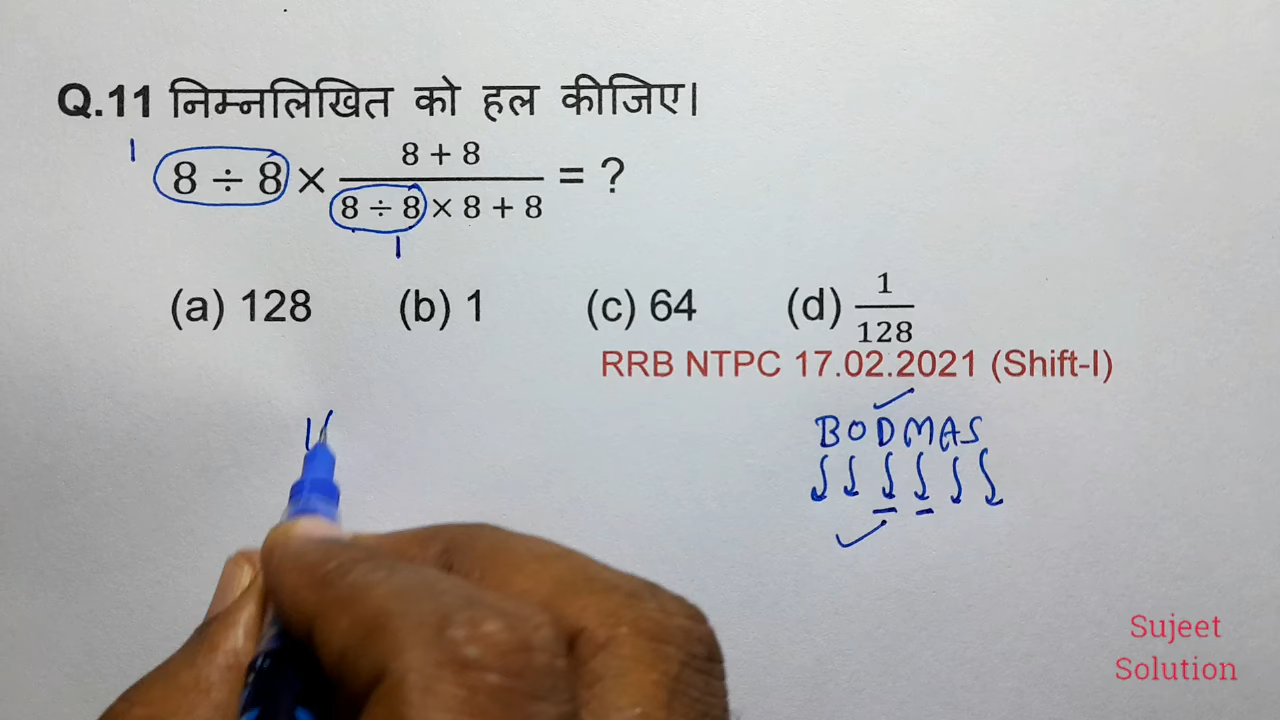 Q.11 निम्नलिखित को हल कीजिए।
1
8 ÷ 8 × (8 + 8)/(8 ÷ 8 × 8 + 8) = ?
1
(a) 128 (b) 1 (c) 64 (d) 1/128
RRB NTPC 17.02.2021 (Shift-I)
BODMAS
Sujeet
Solution